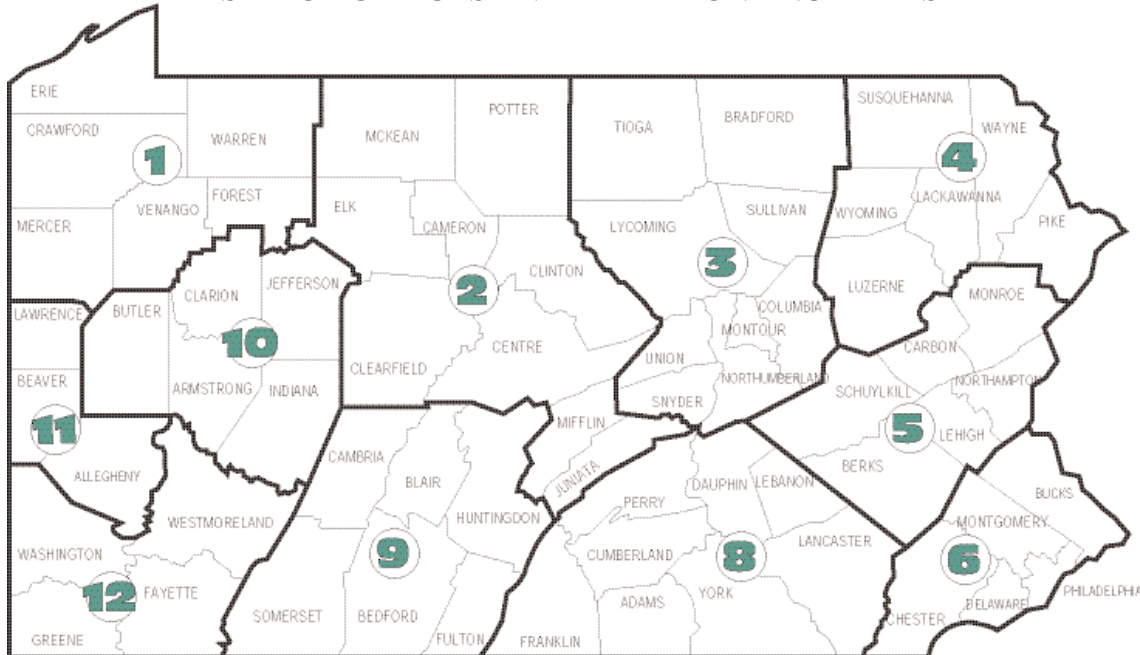 ERIE
CRAWFORD
WARREN
MCKEAN
POTTER
TIOGA
BRADFORD
SUSQUEHANNA
WAYNE
1
4
MERCER
VENANGO
FOREST
ELK
CAMERON
LYCOMING
SULLIVAN
WYOMING
LACKAWANNA
PIKE
2
CLINTON
3
LAWRENCE
BUTLER
CLARION
JEFFERSON
COLUMBIA
LUZERNE
MONROE
10
MONTOUR
CENTRE
UNION
CARBON
BEAVER
ARMSTRONG
INDIANA
CLEARFIELD
NORTHUMBERLAND
SCHUYLKILL
NORTHAMPTON
11
SNYDER
MIFFLIN
5
LEHIGH
ALLEGHENY
CAMBRIA
BLAIR
JUNIATA
DAUPHIN
LEBANON
BERKS
BUCKS
WESTMORELAND
HUNTINGDON
PERRY
MONTGOMERY
WASHINGTON
9
CUMBERLAND
8
LANCASTER
6
12
FAYETTE
SOMERSET
BEDFORD
ADAMS
YORK
CHESTER
DELAWARE
PHILADELPHIA
GREENE
FULTON
FRANKLIN